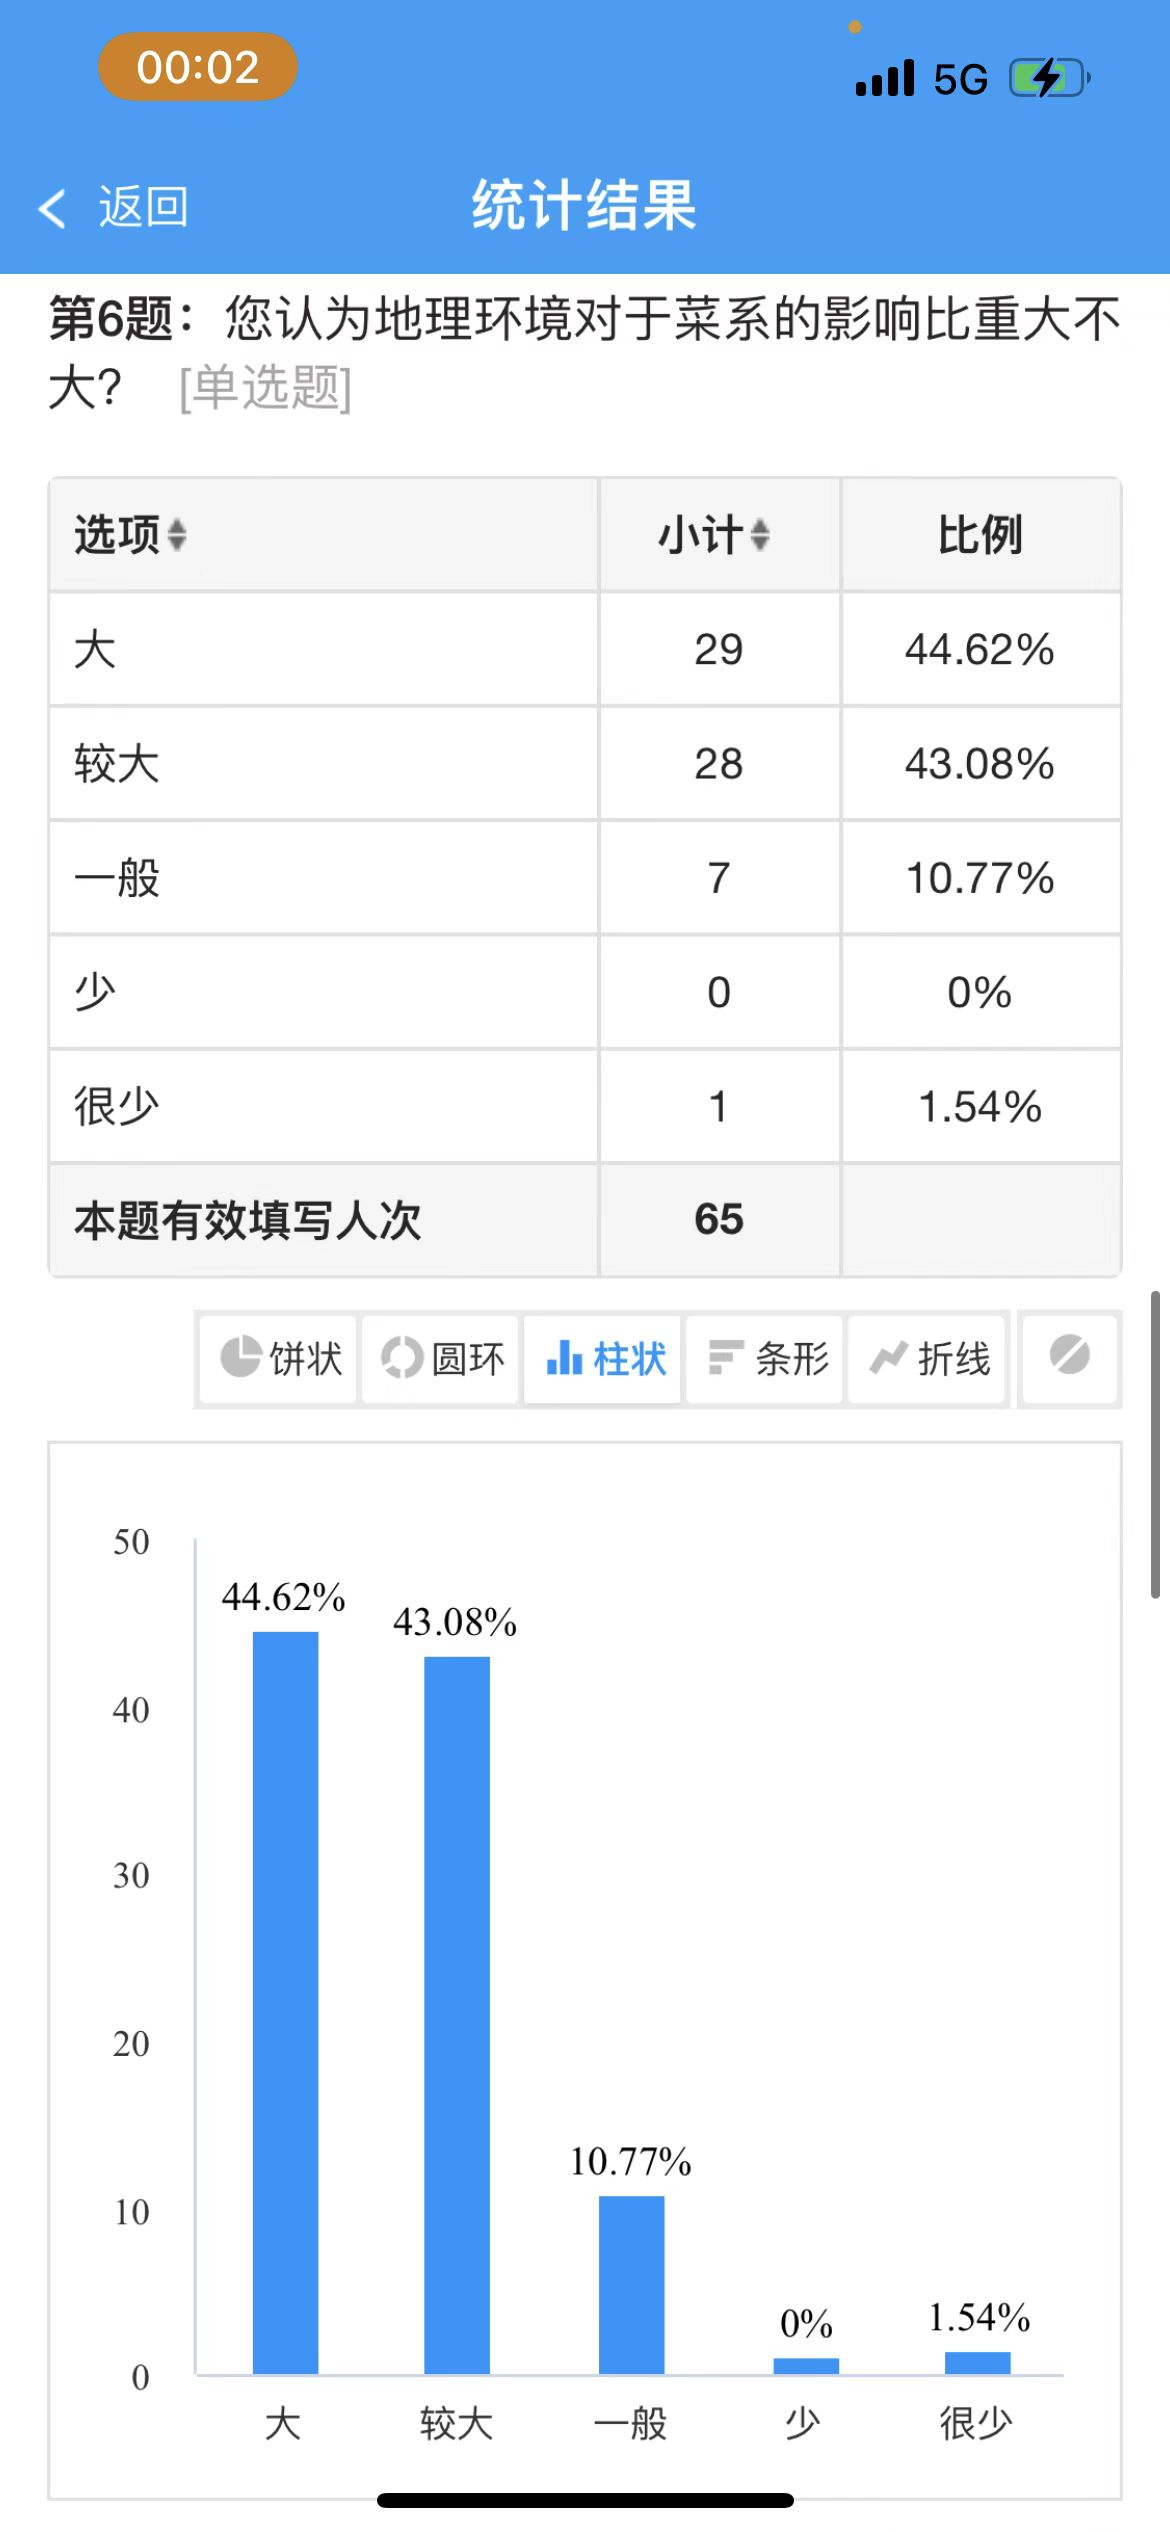 00:02
5G
返回
统计结果
第6题：您认为地理环境对于菜系的影响比重大不
大? [单选题]
选项 小计 比例
大 29 44.62%
较大 28 43.08%
一般 7 10.77%
少 0 0%
很少 1 1.54%
本题有效填写人次 65
饼状 圆环 柱状 条形 折线
50
44.62%
43.08%
40
30
20
10.77%
10
0%
1.54%
0
大 较大 一般 少 很少